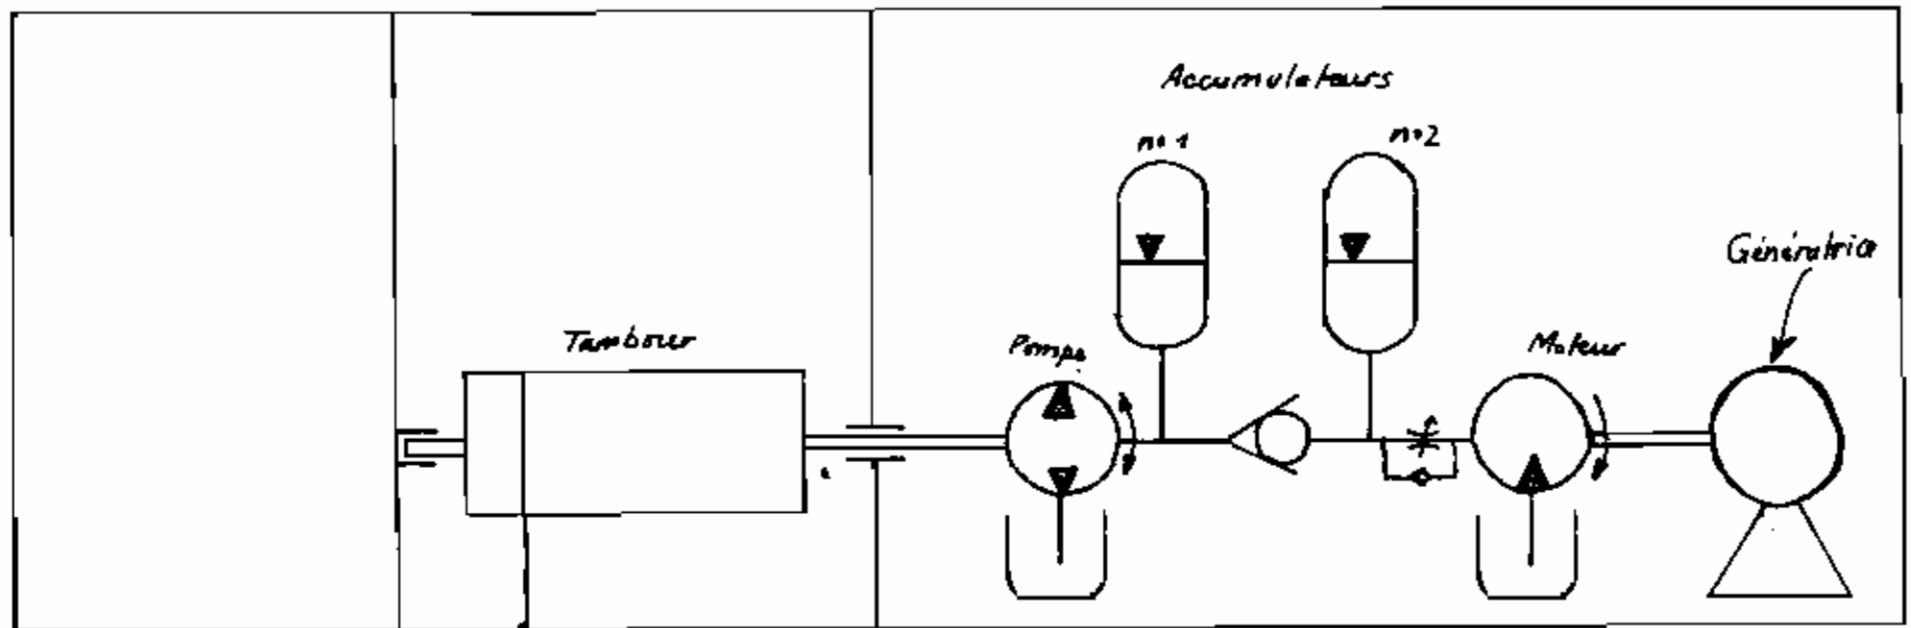 Accumulateurs
n°1
n°2
Génératrice
Tambour
Pompe
Moteur